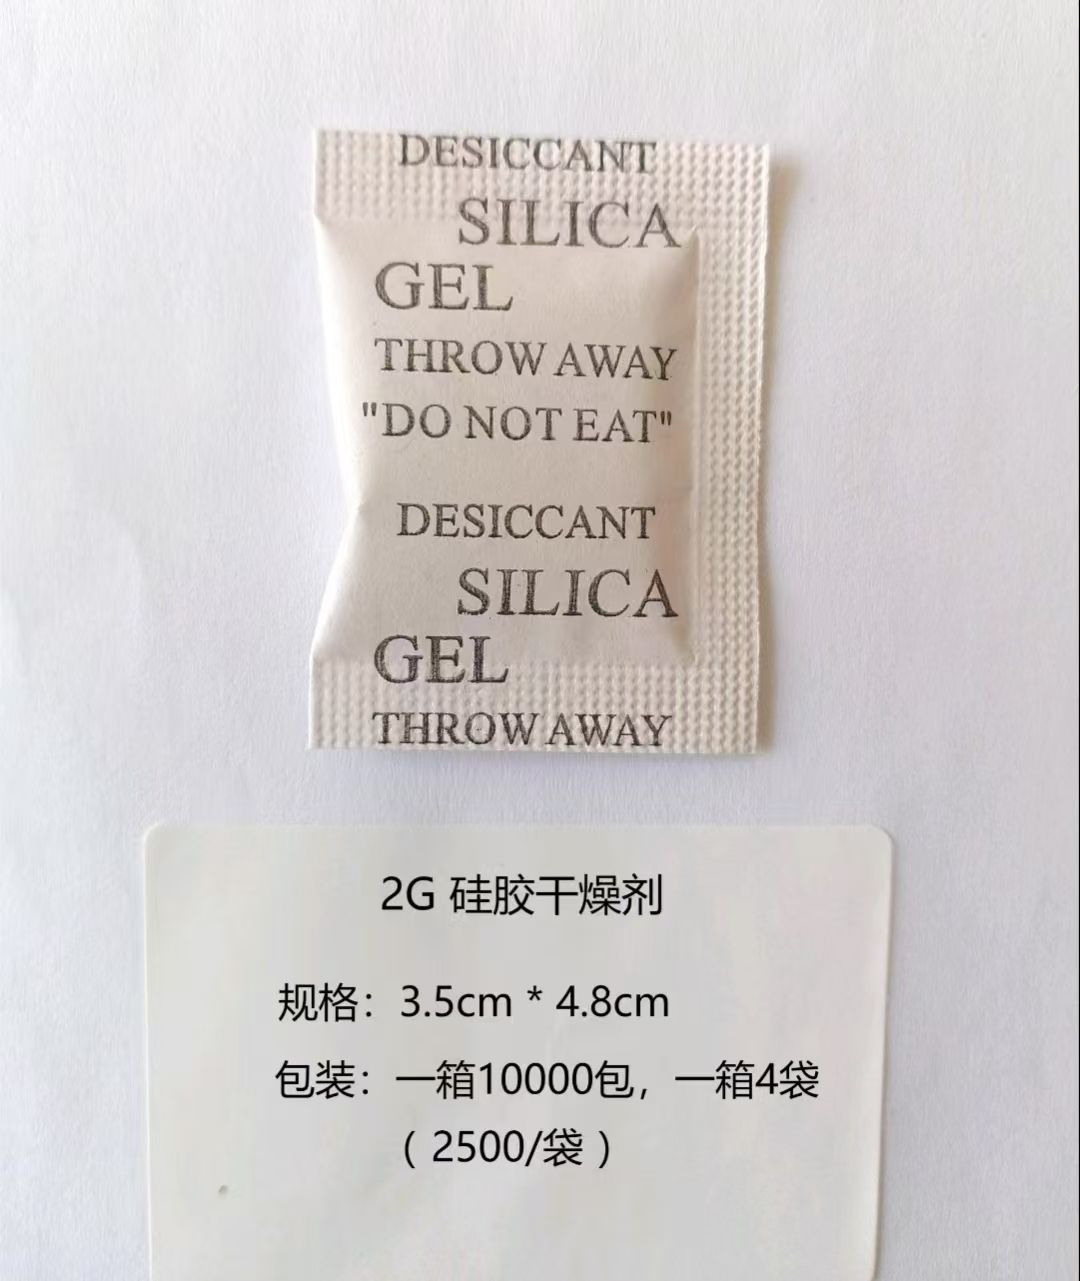 DESICCANT
SILICA
GEL
THROW AWAY
"DO NOT EAT"
DESICCANT
SILICA
GEL
THROW AWAY
2G 硅胶干燥剂
规格：3.5cm * 4.8cm
包装：一箱10000包，一箱4袋
（ 2500/袋 ）